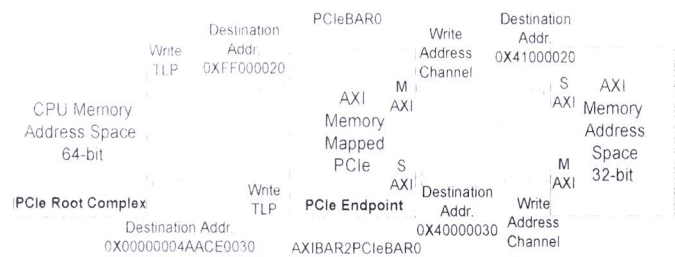 PCIeBAR0
Destination
Addr.
0XFF000020
Write
TLP
Write
Address
Channel
Destination
Addr.
0X41000020
CPU Memory
Address Space
64-bit
M
AXI
AXI
Memory
Mapped
PCIe
S
AXI
S
AXI
AXI
Memory
Address
Space
32-bit
M
AXI
PCIe Root Complex
Write
TLP
PCIe Endpoint
Destination
Addr.
0X40000030
Write
Address
Channel
Destination Addr.
0X00000004AACE0030
AXIBAR2PCIeBAR0